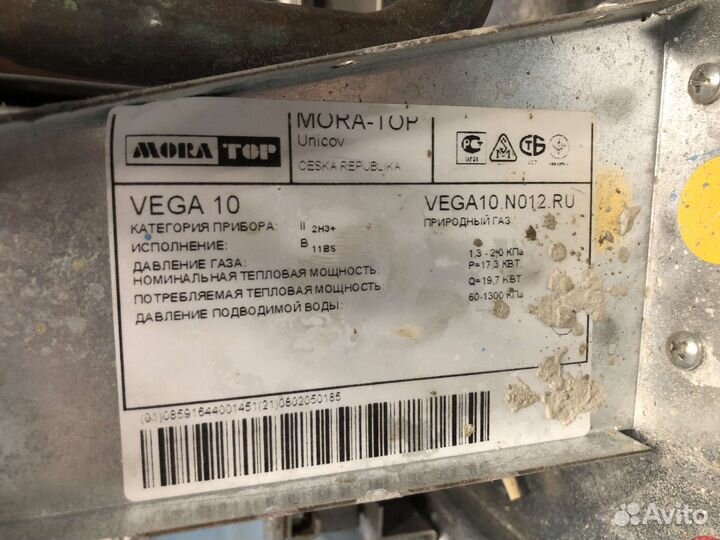 MORA TOP
MORA-TOP
Unicov
CESKA REPUBLIKA
VEGA 10
VEGA10.N012.RU
КАТЕГОРИЯ ПРИБОРА: II 2H3+
ПРИРОДНЫЙ ГАЗ
ИСПОЛНЕНИЕ: B 11BS
ДАВЛЕНИЕ ГАЗА: 1,3 - 2,0 КПа
НОМИНАЛЬНАЯ ТЕПЛОВАЯ МОЩНОСТЬ: P=17,3 КВТ
ПОТРЕБЛЯЕМАЯ ТЕПЛОВАЯ МОЩНОСТЬ Q=19,7 КВТ
ДАВЛЕНИЕ ПОДВОДИМОЙ ВОДЫ: 60-1300 КПа
(01)08591644001451(21)0802050185
Avito